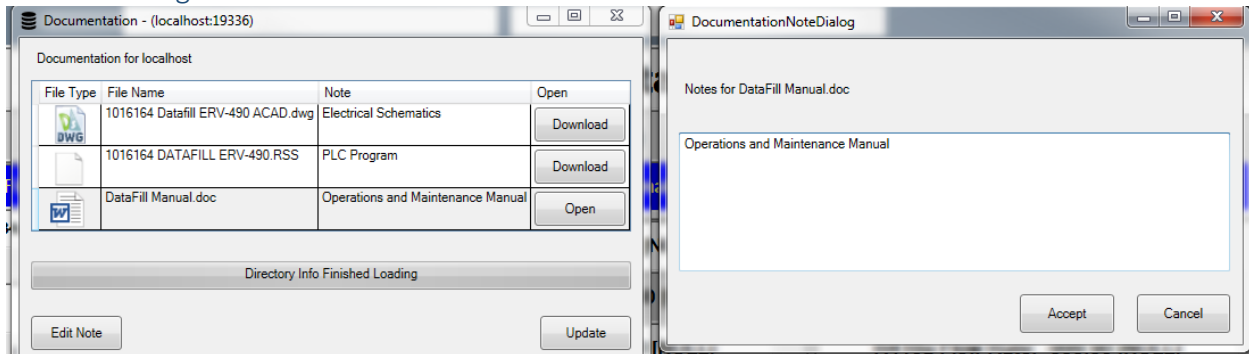 Documentation - (localhost:19336)
Documentation for localhost
File Type File Name Note Open
1016164 Datafill ERV-490 ACAD.dwg Electrical Schematics Download
DWG
1016164 DATAFILL ERV-490.RSS PLC Program Download
DataFill Manual.doc Operations and Maintenance Manual Open
W
Directory Info Finished Loading
Edit Note Update
DocumentationNoteDialog
Notes for DataFill Manual.doc
Operations and Maintenance Manual
Accept Cancel